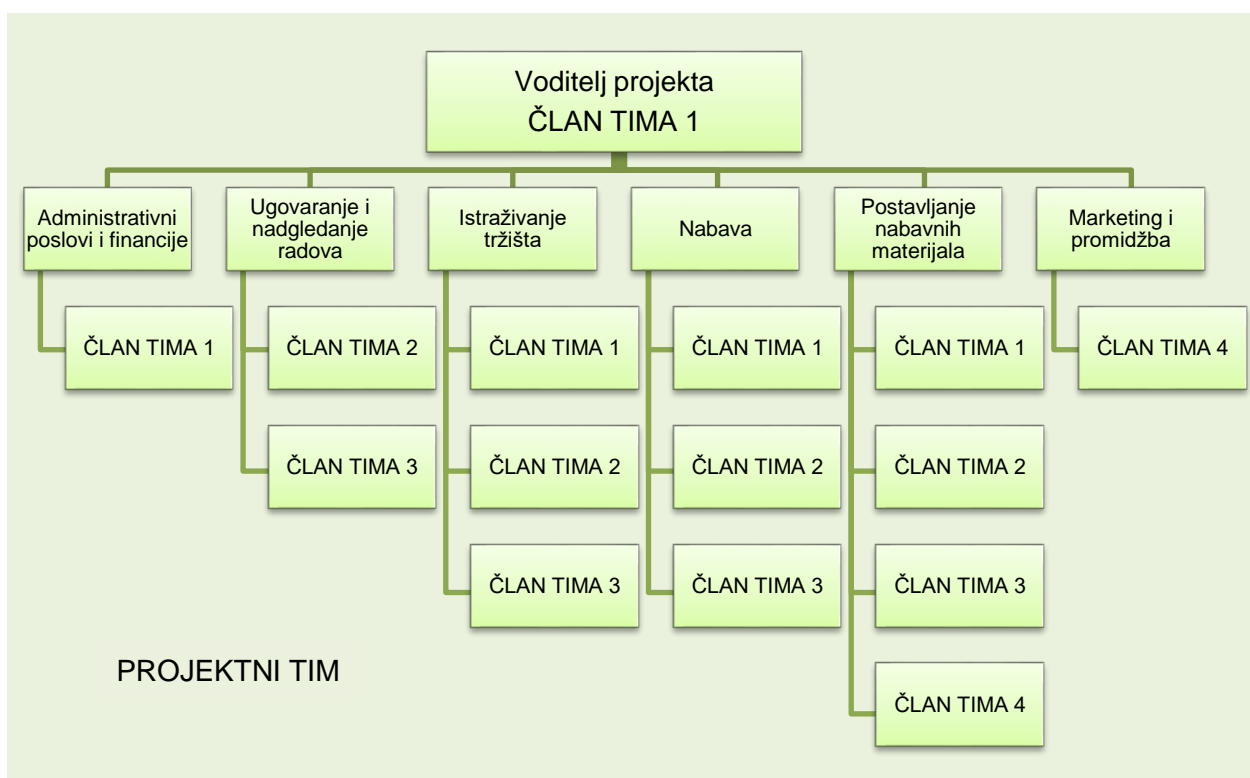 Voditelj projekta
ČLAN TIMA 1
Administrativni
poslovi i financije
Ugovaranje i
nadgledanje
radova
Istraživanje
tržišta
Nabava
Postavljanje
nabavnih
materijala
Marketing i
promidžba
ČLAN TIMA 1
ČLAN TIMA 2
ČLAN TIMA 1
ČLAN TIMA 1
ČLAN TIMA 1
ČLAN TIMA 4
ČLAN TIMA 3
ČLAN TIMA 2
ČLAN TIMA 2
ČLAN TIMA 2
ČLAN TIMA 3
ČLAN TIMA 3
ČLAN TIMA 3
PROJEKTNI TIM
ČLAN TIMA 4